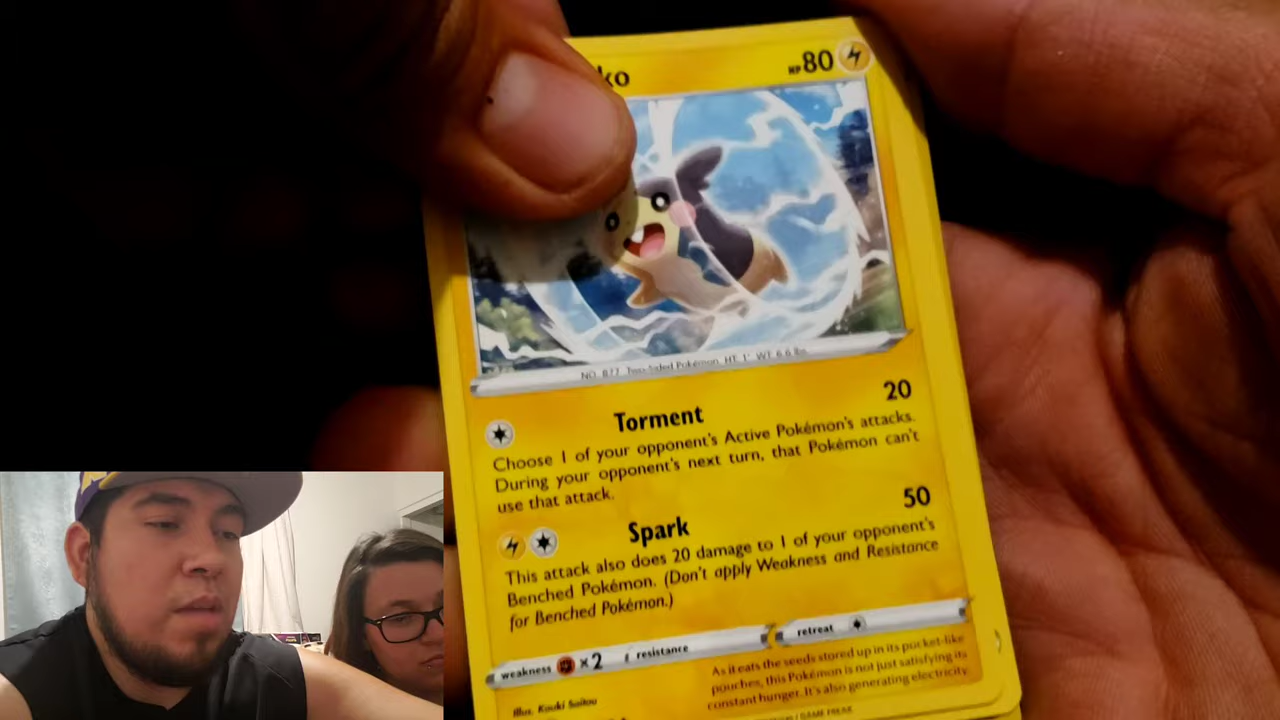 ko HP 80
NO. 877 Two-Sided Pokémon HT: 1' WT: 6.6 lbs.
Torment 20
Choose 1 of your opponent's Active Pokémon's attacks.
During your opponent's next turn, that Pokémon can't
use that attack.
Spark 50
This attack also does 20 damage to 1 of your opponent's
Benched Pokémon. (Don't apply Weakness and Resistance
for Benched Pokémon.)
weakness ×2 resistance retreat
As it eats the seeds stored up in its pocket-like
pouches, this Pokémon is not just satisfying its
constant hunger. It's also generating electricity.
Illus. Kouki Saitou
/ GAME FREAK